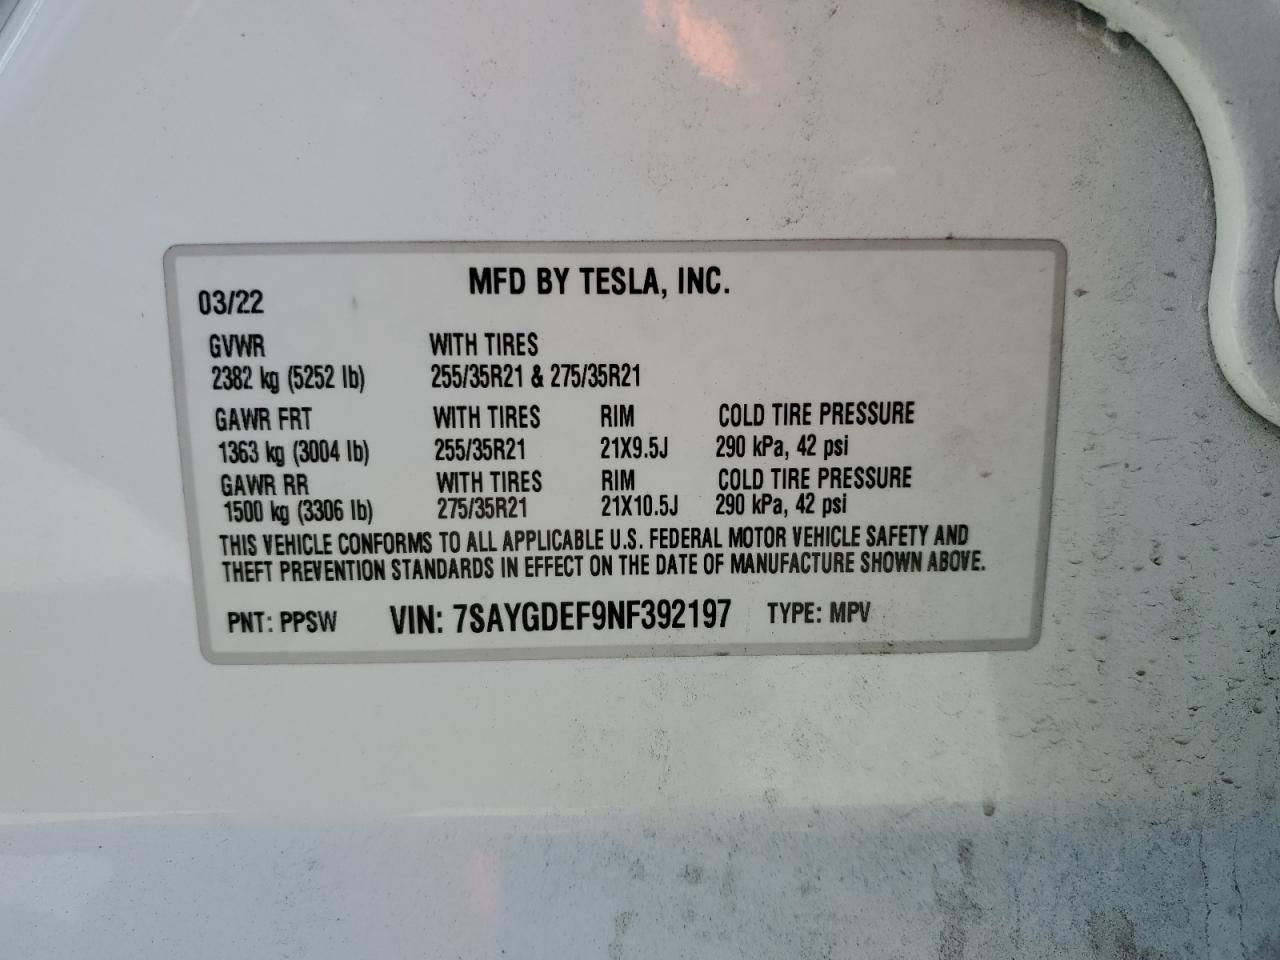 MFD BY TESLA, INC.
03/22
GVWR WITH TIRES
2382 kg (5252 lb) 255/35R21 & 275/35R21
GAWR FRT WITH TIRES RIM COLD TIRE PRESSURE
1363 kg (3004 lb) 255/35R21 21X9.5J 290 kPa, 42 psi
GAWR RR WITH TIRES RIM COLD TIRE PRESSURE
1500 kg (3306 lb) 275/35R21 21X10.5J 290 kPa, 42 psi
THIS VEHICLE CONFORMS TO ALL APPLICABLE U.S. FEDERAL MOTOR VEHICLE SAFETY AND
THEFT PREVENTION STANDARDS IN EFFECT ON THE DATE OF MANUFACTURE SHOWN ABOVE.
PNT: PPSW VIN: 7SAYGDEF9NF392197 TYPE: MPV